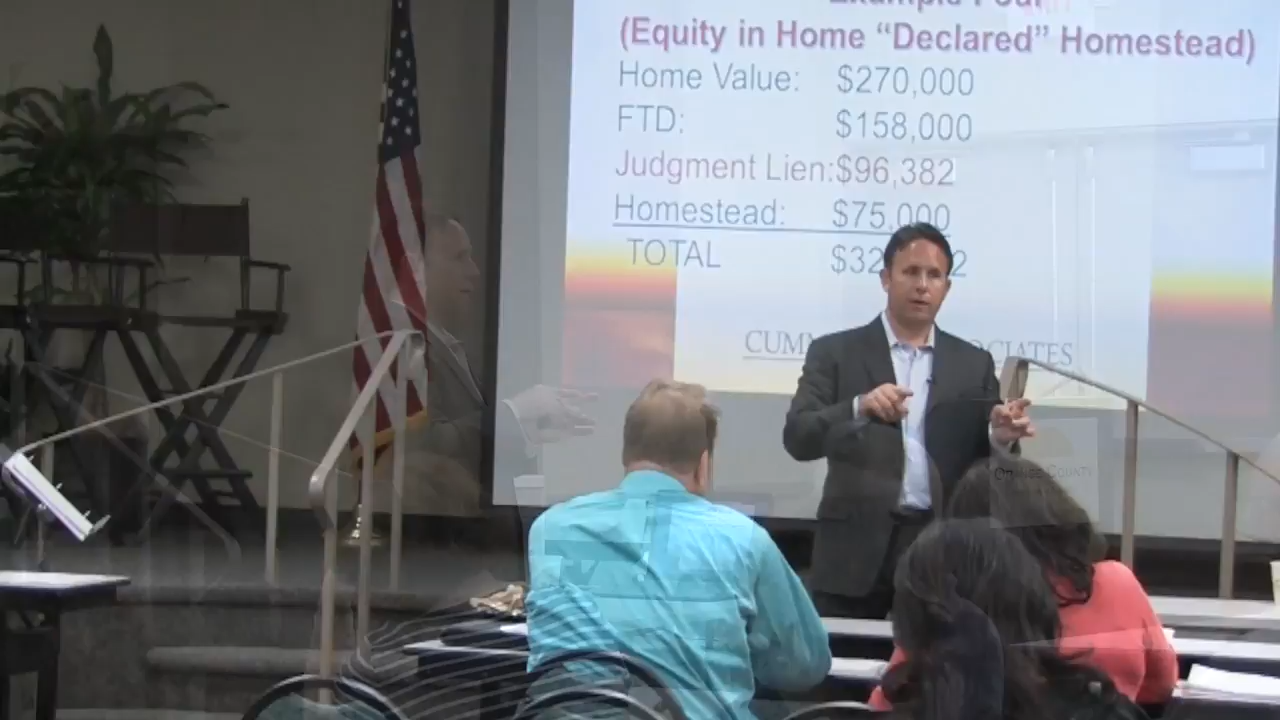 (Equity in Home “Declared” Homestead)
Home Value: $270,000
FTD: $158,000
Judgment Lien:$96,382
Homestead: $75,000
TOTAL